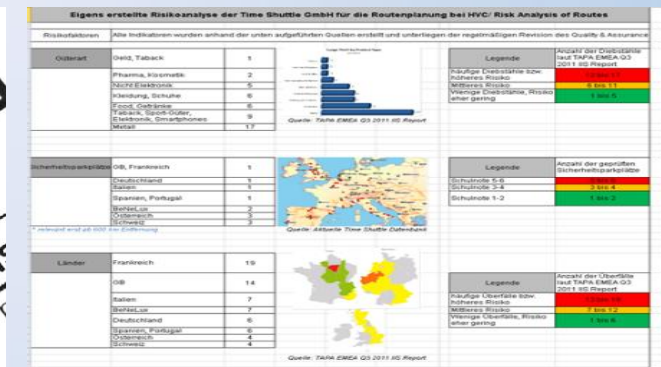 Eigens erstellte Risikoanalyse der Time Shuttle GmbH für die Routenplanung bei HVC/ Risk Analysis of Routes
Risikofaktoren
Alle Indikatoren wurden anhand der unten aufgeführten Quellen erstellt und unterliegen der regelmäßigen Revision des Quality & Assurance
Güterart
Geld, Taback 1
Pharma, Kosmetik 2
Nicht Elektronik 5
Kleidung, Schuhe 6
Food, Getränke 6
Taback, Sport-Güter, Elektronik, Smartphones 9
Metall 17
Quelle: TAPA EMEA Q3 2011 IIS Report
Legende
Anzahl der Diebstähle laut TAPA EMEA Q3 2011 IIS Report
häufige Diebstähle bzw. höheres Risiko
Mittleres Risiko 6 bis 11
Wenige Diebstähle, Risiko eher gering 1 bis 5
Sicherheitsparkplätze
GB, Frankreich 1
Deutschland 1
Italien 1
Spanien, Portugal 1
BeNeLux 2
Österreich 3
Schweiz 3
Quelle: Aktuelle Time Shuttle Datenbank
Legende
Anzahl der geprüften Sicherheitsparkplätze
Schulnote 5-6
Schulnote 3-4 3 bis 4
Schulnote 1-2 1 bis 2
Länder
Frankreich 19
GB 14
Italien 7
BeNeLux 7
Deutschland 6
Spanien, Portugal 6
Österreich 4
Schweiz 4
Quelle: TAPA EMEA Q3 2011 IIS Report
Legende
Anzahl der Überfälle laut TAPA EMEA Q3 2011 IIS Report
häufige Überfälle bzw. höheres Risiko
Mittleres Risiko 7 bis 12
Wenige Überfälle, Risiko eher gering 1 bis 6